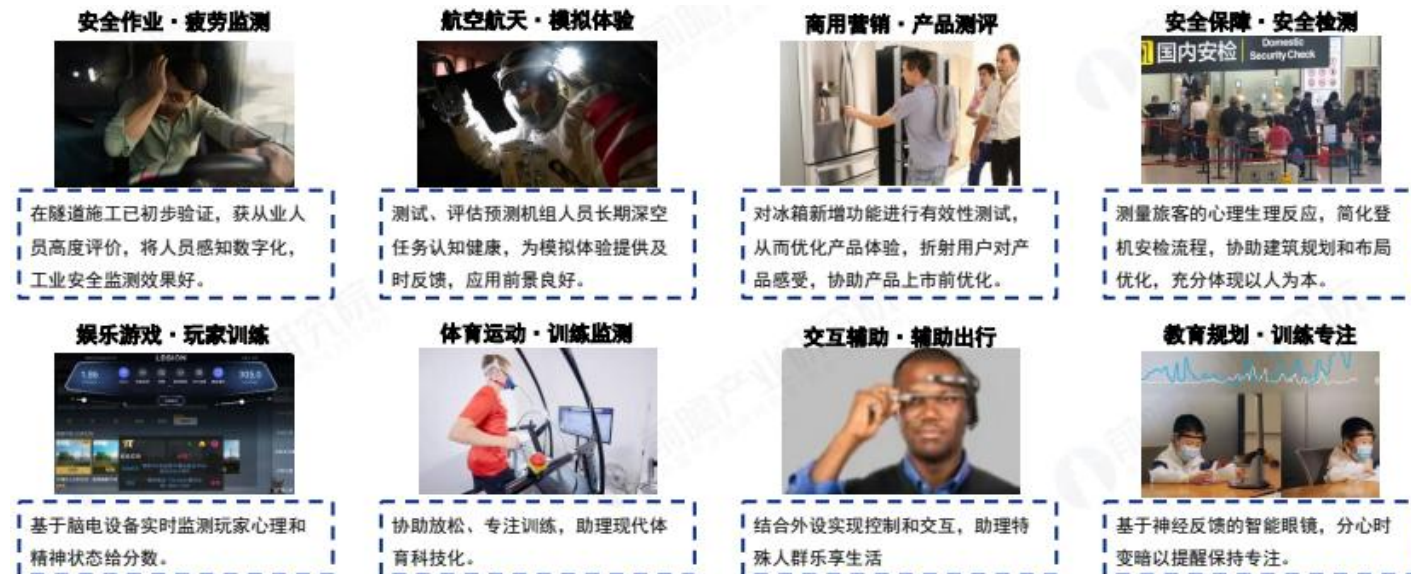 安全作业·疲劳监测
航空航天·模拟体验
商用营销·产品测评
安全保障·安全检测
国内安检
Domestic
Security Check
在隧道施工已初步验证，获从业人
员高度评价，将人员感知数字化，
工业安全监测效果好。
测试、评估预测机组人员长期深空
任务认知健康，为模拟体验提供及
时反馈，应用前景良好。
对冰箱新增功能进行有效性测试，
从而优化产品体验，折射用户对产
品感受，协助产品上市前优化。
测量旅客的心理生理反应，简化登
机安检流程，协助建筑规划和布局
优化，充分体现以人为本。
娱乐游戏·玩家训练
体育运动·训练监测
交互辅助·辅助出行
教育规划·训练专注
LEGION
1.86
303.0
基于脑电设备实时监测玩家心理和
精神状态给分数。
协助放松、专注训练，助理现代体
育科技化。
结合外设实现控制和交互，助理特
殊人群乐享生活
基于神经反馈的智能眼镜，分心时
变暗以提醒保持专注。
前瞻产业研究院